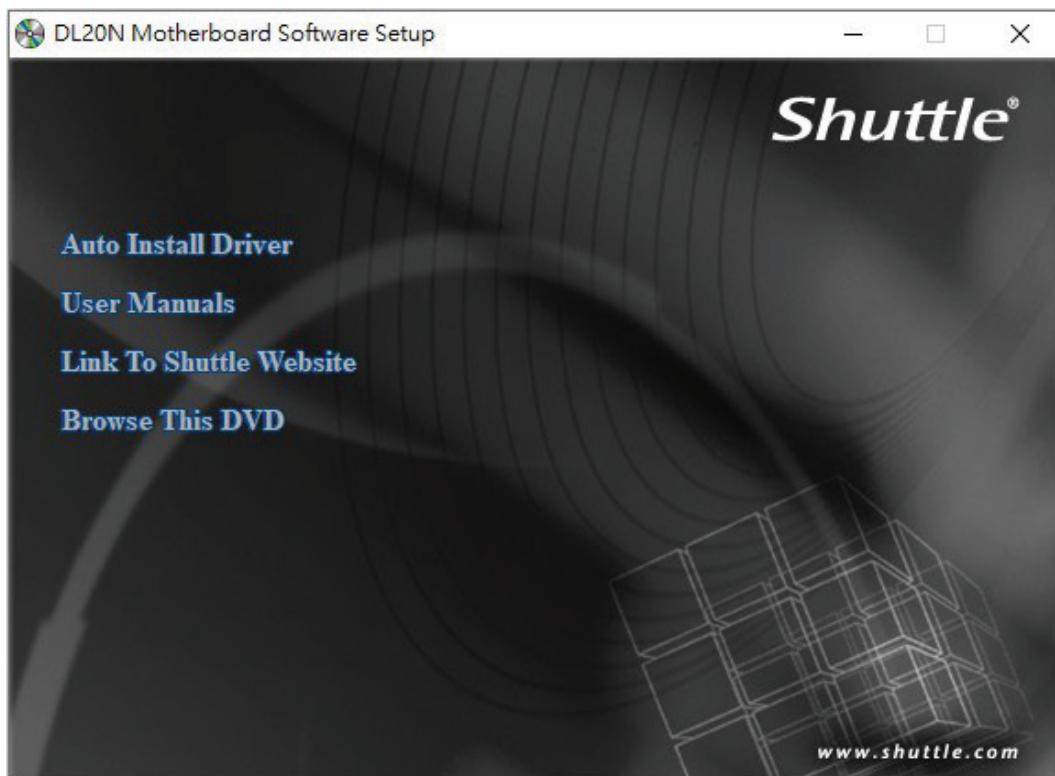 DL20N Motherboard Software Setup
Shuttle®
Auto Install Driver
User Manuals
Link To Shuttle Website
Browse This DVD
www.shuttle.com